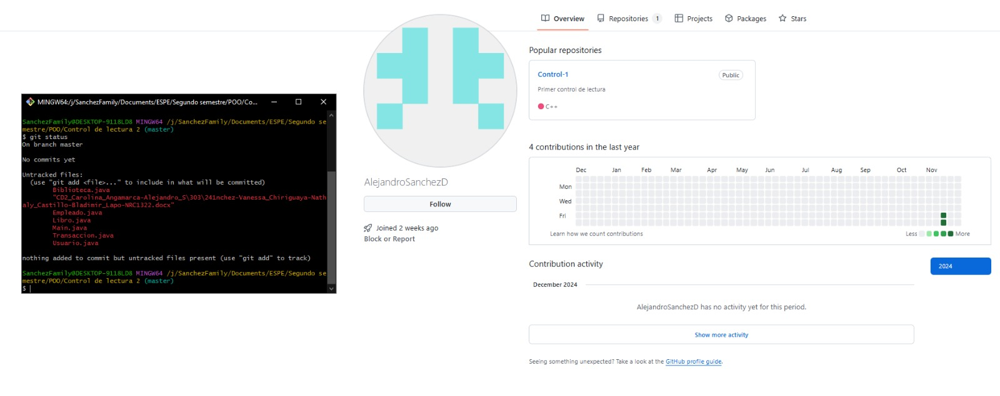 MINGW64:/j/SanchezFamily/Documents/ESPE/Segundo semestre/POO/Co...
SanchezFamily@DESKTOP-9118LD8 MINGW64 /j/SanchezFamily/Documents/ESPE/Segundo se
mestre/POO/Control de lectura 2 (master)
$ git status
On branch master
No commits yet
Untracked files:
(use "git add <file>..." to include in what will be committed)
Biblioteca.java
"CD2_Carolina_Angamarca-Alejandro_S\303\241nchez-Vanessa_Chiriguaya-Nath
aly_Castillo-Bladimir_Lapo-NRC1322.docx"
Empleado.java
Libro.java
Main.java
Transaccion.java
Usuario.java
nothing added to commit but untracked files present (use "git add" to track)
SanchezFamily@DESKTOP-9118LD8 MINGW64 /j/SanchezFamily/Documents/ESPE/Segundo se
mestre/POO/Control de lectura 2 (master)
$
AlejandroSanchezD
Follow
Joined 2 weeks ago
Block or Report
Overview Repositories 1 Projects Packages Stars
Popular repositories
Control-1 Public
Primer control de lectura
C++
4 contributions in the last year
Dec Jan Feb Mar Apr May Jun Jul Aug Sep Oct Nov
Mon
Wed
Fri
Learn how we count contributions Less More
Contribution activity
2024
December 2024
AlejandroSanchezD has no activity yet for this period.
Show more activity
Seeing something unexpected? Take a look at the GitHub profile guide.